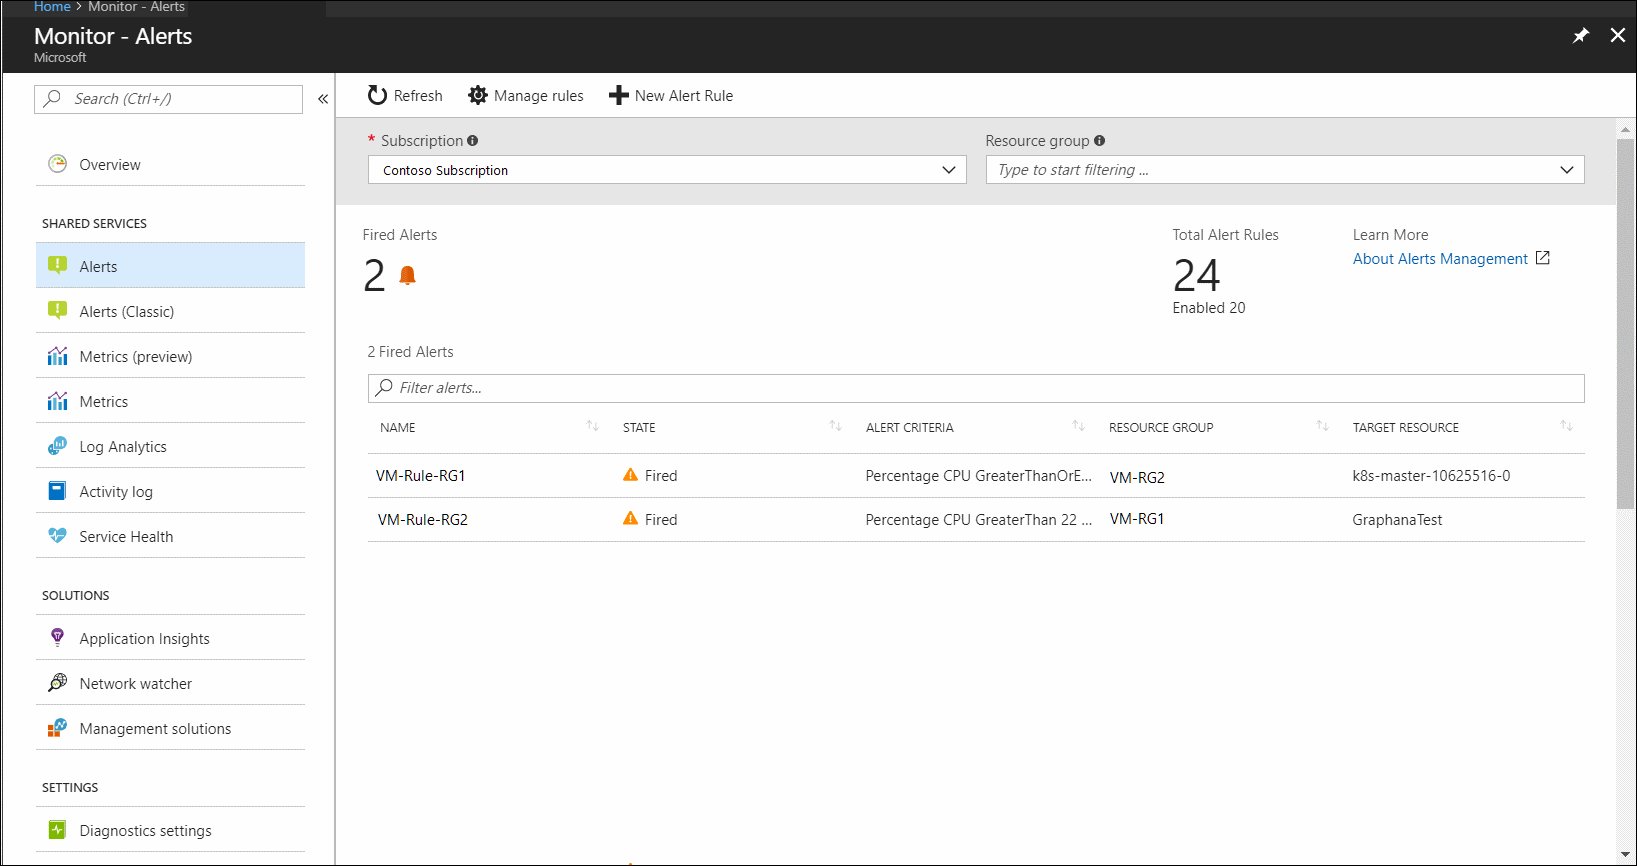 Home > Monitor - Alerts
Monitor - Alerts
Microsoft
Search (Ctrl+/)
«
Overview
SHARED SERVICES
Alerts
Alerts (Classic)
Metrics (preview)
Metrics
Log Analytics
Activity log
Service Health
SOLUTIONS
Application Insights
Network watcher
Management solutions
SETTINGS
Diagnostics settings
Refresh Manage rules New Alert Rule
* Subscription Resource group
Contoso Subscription Type to start filtering ...
Fired Alerts Total Alert Rules Learn More
2 24 About Alerts Management
Enabled 20
2 Fired Alerts
Filter alerts...
NAME STATE ALERT CRITERIA RESOURCE GROUP TARGET RESOURCE
VM-Rule-RG1 Fired Percentage CPU GreaterThanOrE... VM-RG2 k8s-master-10625516-0
VM-Rule-RG2 Fired Percentage CPU GreaterThan 22 ... VM-RG1 GraphanaTest